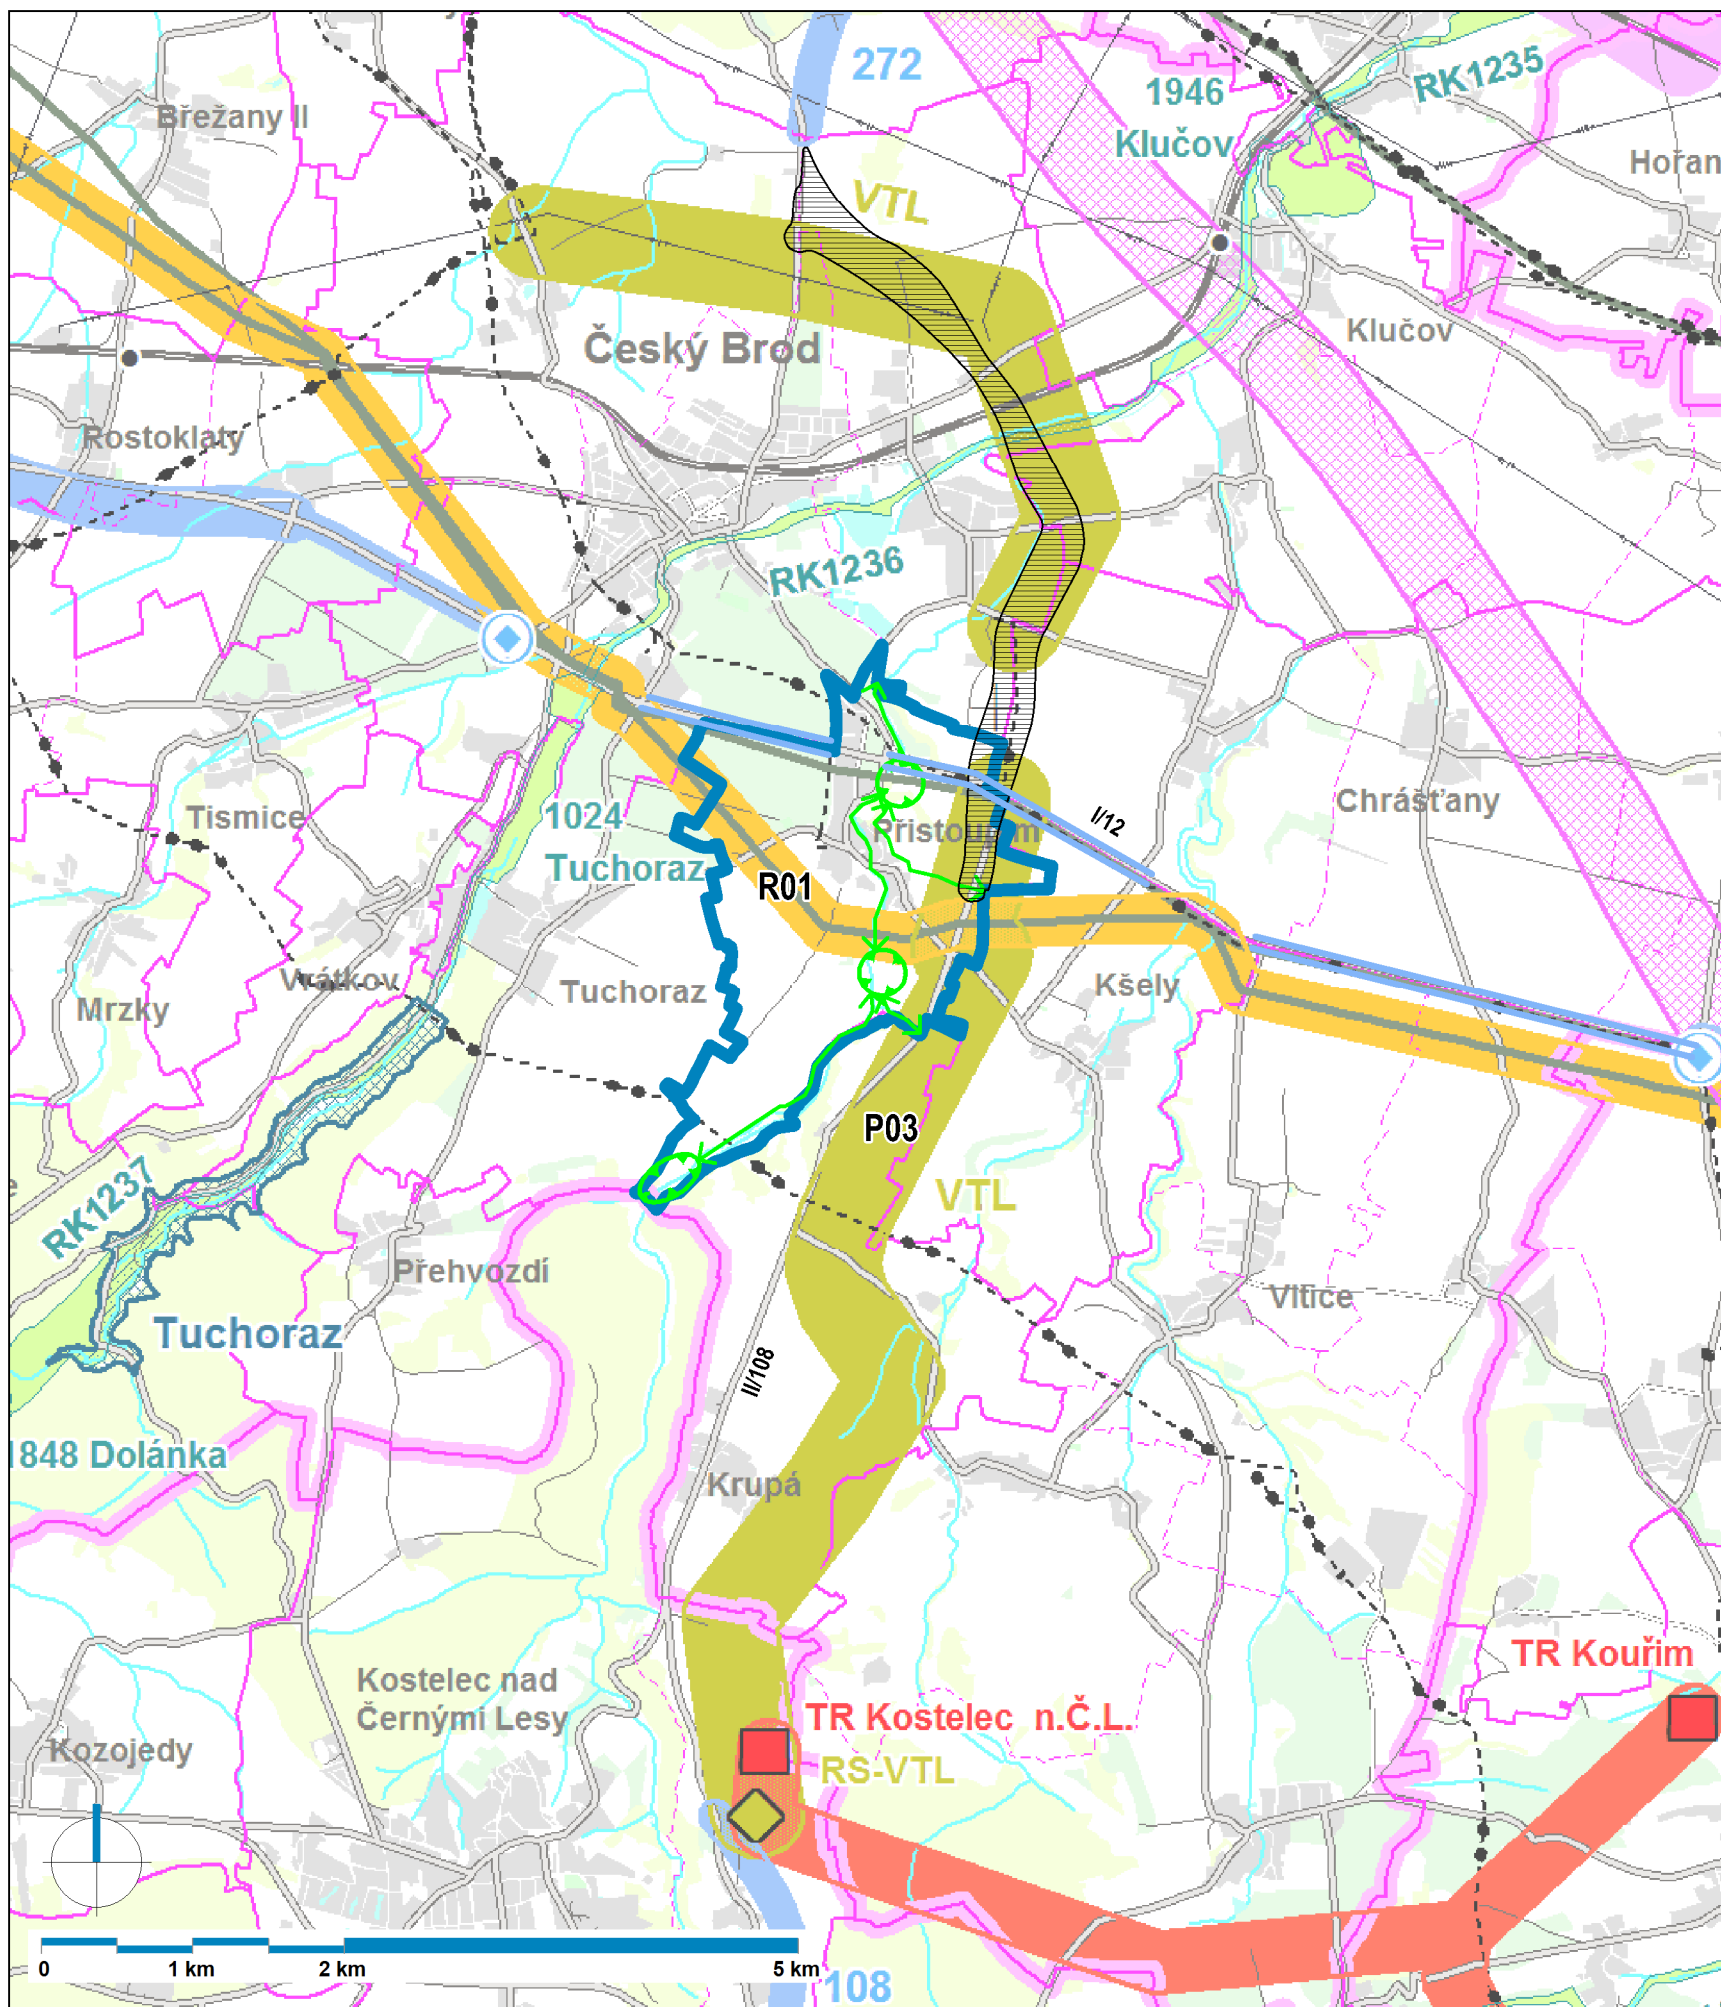 272
1946
Klučov
RK1235
Břežany II
Hořan
VTL
Český Brod
Klučov
Rostoklaty
RK1236
Tismice
1024
Tuchoraz
Přistoupim
I/12
Chrášťany
R01
Vrátkov
Mrzky
Tuchoraz
Kšely
P03
RK1237
VTL
Přehvozdí
Vitice
Tuchoraz
II/108
1848 Dolánka
Krupá
TR Kouřim
Kostelec nad
Černými Lesy
TR Kostelec n.Č.L.
Kozojedy
RS-VTL
0
1 km
2 km
5 km
108